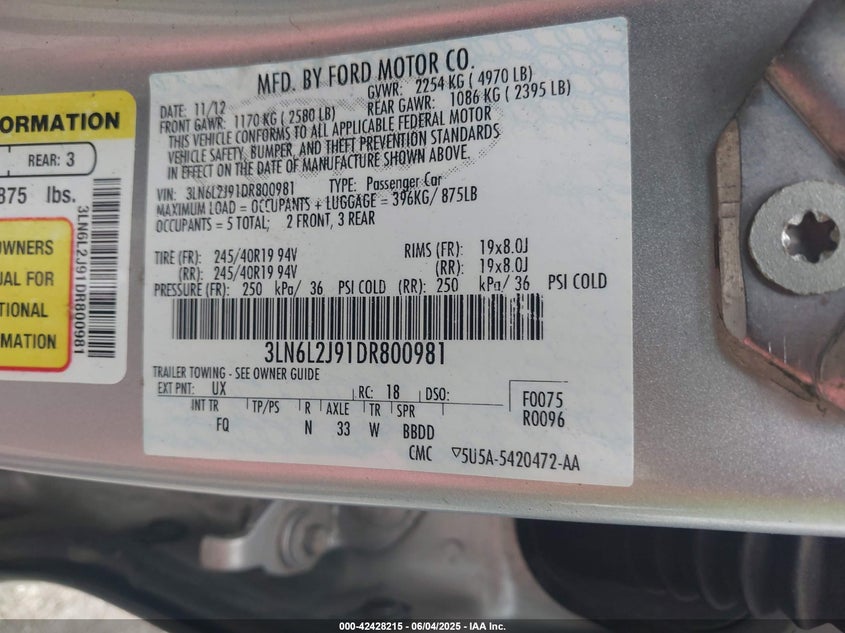 MFD. BY FORD MOTOR CO.
DATE: 11/12 GVWR: 2254 KG ( 4970 LB)
FRONT GAWR: 1170 KG ( 2580 LB) REAR GAWR: 1086 KG ( 2395 LB)
THIS VEHICLE CONFORMS TO ALL APPLICABLE FEDERAL MOTOR
VEHICLE SAFETY, BUMPER, AND THEFT PREVENTION STANDARDS
IN EFFECT ON THE DATE OF MANUFACTURE SHOWN ABOVE.
VIN: 3LN6L2J91DR800981 TYPE: Passenger Car
MAXIMUM LOAD = OCCUPANTS + LUGGAGE = 396KG/ 875LB
OCCUPANTS = 5 TOTAL; 2 FRONT, 3 REAR
TIRE (FR): 245/40R19 94V RIMS (FR): 19x8.0J
(RR): 245/40R19 94V (RR): 19x8.0J
PRESSURE (FR): 250 kPa/ 36 PSI COLD (RR): 250 kPa/ 36 PSI COLD
3LN6L2J91DR800981
TRAILER TOWING - SEE OWNER GUIDE
EXT PNT: UX RC: 18 DSO:
INT TR TP/PS R AXLE TR SPR
FQ N 33 W BBDD
F0075
R0096
CMC ▽5U5A-5420472-AA
ORMATION
REAR: 3
875 lbs.
OWNERS
UAL FOR
TIONAL
RMATION
3LN6L2J91DR800981
000-42428215 - 06/04/2025 - IAA Inc.